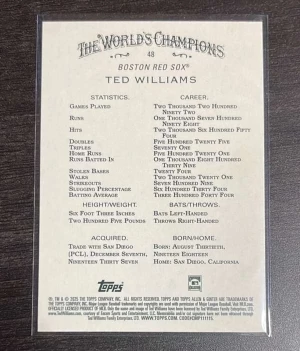 THE WORLD'S CHAMPIONS
48
BOSTON RED SOX®
TED WILLIAMS
STATISTICS. CAREER.
GAMES PLAYED TWO THOUSAND TWO HUNDRED
NINETY TWO
RUNS ONE THOUSAND SEVEN HUNDRED
NINETY EIGHT
HITS TWO THOUSAND SIX HUNDRED FIFTY
FOUR
DOUBLES FIVE HUNDRED TWENTY FIVE
TRIPLES SEVENTY ONE
HOME RUNS FIVE HUNDRED TWENTY ONE
RUNS BATTED IN ONE THOUSAND EIGHT HUNDRED
THIRTY NINE
STOLEN BASES TWENTY FOUR
WALKS TWO THOUSAND TWENTY ONE
STRIKEOUTS SEVEN HUNDRED NINE
SLUGGING PERCENTAGE SIX HUNDRED THIRTY FOUR
BATTING AVERAGE THREE HUNDRED FORTY FOUR
HEIGHT/WEIGHT. BATS/THROWS.
SIX FOOT THREE INCHES BATS LEFT-HANDED
TWO HUNDRED FIVE POUNDS THROWS RIGHT-HANDED
ACQUIRED. BORN/HOME.
TRADE WITH SAN DIEGO BORN: AUGUST THIRTIETH,
(PCL), DECEMBER SEVENTH, NINETEEN EIGHTEEN
NINETEEN THIRTY SEVEN HOME: SAN DIEGO, CALIFORNIA